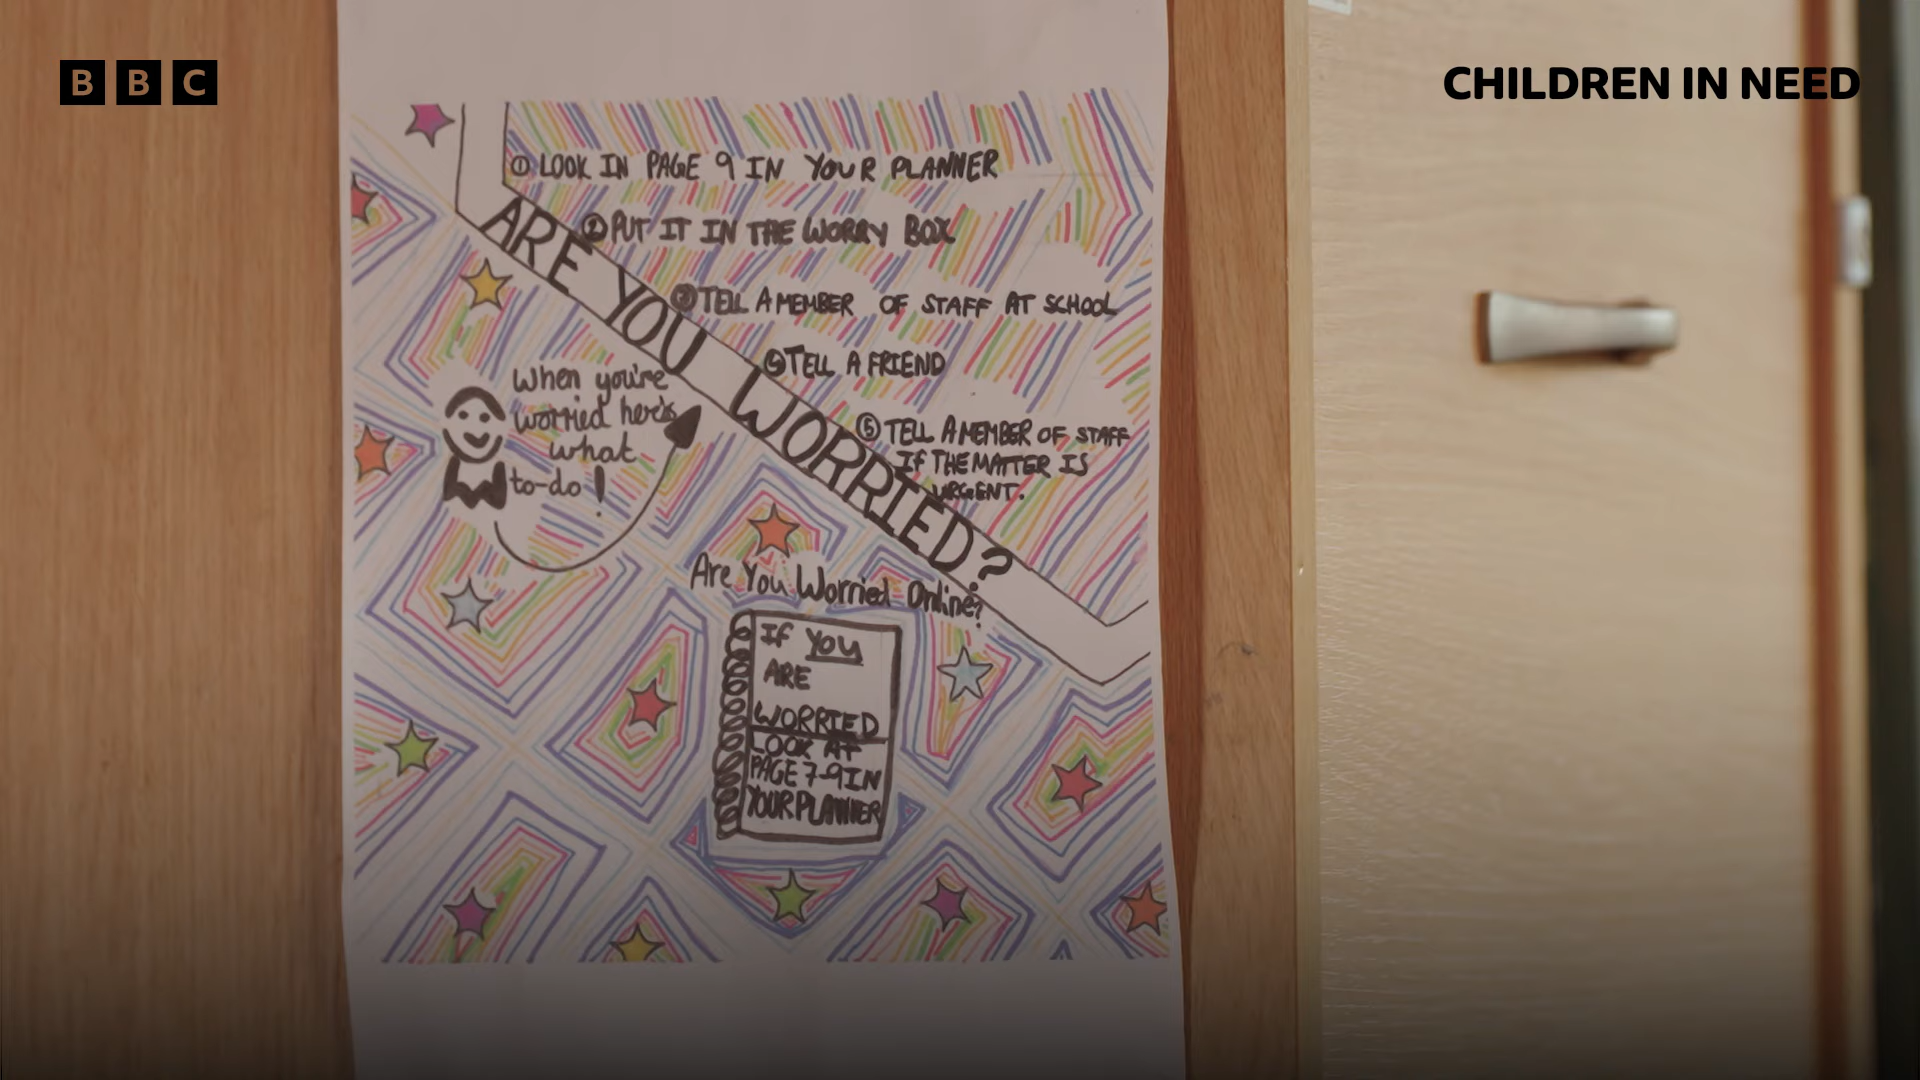 BBC
CHILDREN IN NEED
① LOOK IN PAGE 9 IN YOUR PLANNER
② PUT IT IN THE WORRY BOX
③ TELL A MEMBER OF STAFF AT SCHOOL
④ TELL A FRIEND
⑤ TELL A MEMBER OF STAFF
IF THE MATTER IS
URGENT.
ARE YOU WORRIED?
When you're
worried here's
what
to-do!
Are You Worried Online?
If YOU
ARE
WORRIED
LOOK AT
PAGE 7-9 IN
YOUR PLANNER